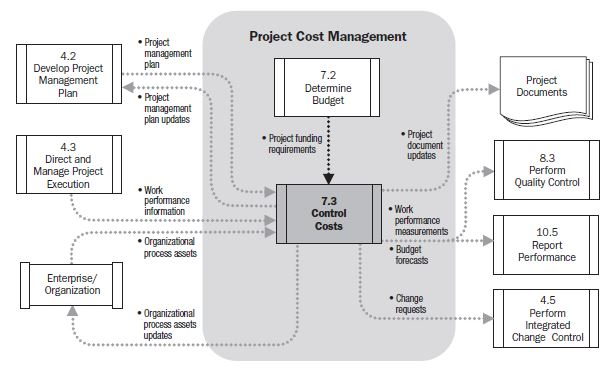 Project Cost Management
4.2
Develop Project
Management
Plan
• Project
management
plan
• Project
management
plan updates
7.2
Determine
Budget
Project
Documents
4.3
Direct and
Manage Project
Execution
• Project funding
requirements
• Project
document
updates
8.3
Perform
Quality Control
• Work
performance
information
7.3
Control
Costs
• Work
performance
measurements
• Budget
forecasts
10.5
Report
Performance
• Organizational
process assets
Enterprise/
Organization
• Organizational
process assets
updates
• Change
requests
4.5
Perform
Integrated
Change Control